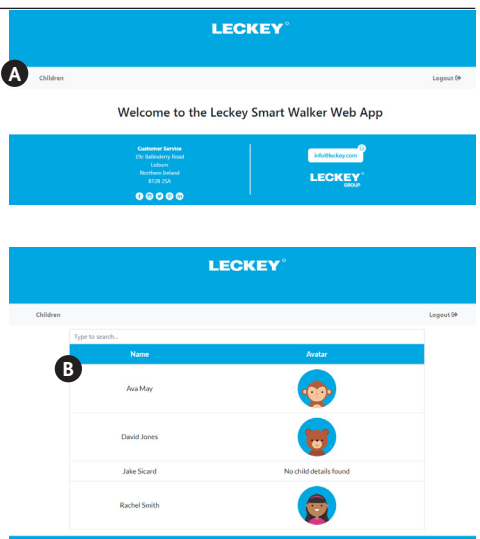 LECKEY
A
Children
Logout
Welcome to the Leckey Smart Walker Web App
Customer Service
19c Ballinderry Road
Lisburn
Northern Ireland
BT28 2SA
info@leckey.com
LECKEY
GROUP
LECKEY
Children
Logout
Type to search...
B
Name Avatar
Ava May
David Jones
Jake Sicard No child details found
Rachel Smith